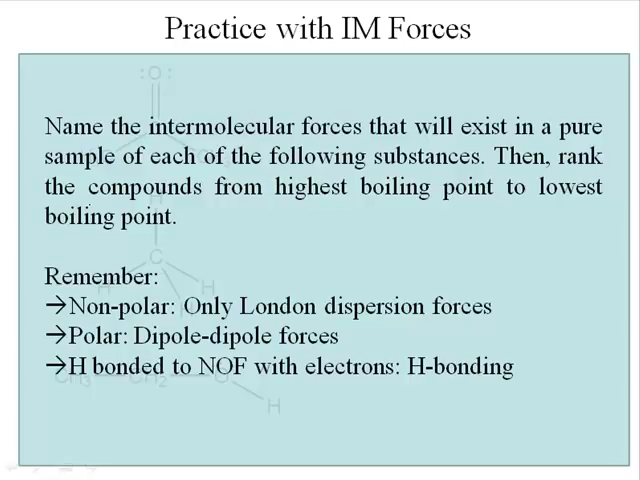 Practice with IM Forces
:O:
Name the intermolecular forces that will exist in a pure
sample of each of the following substances. Then, rank
the compounds from highest boiling point to lowest
boiling point.
H
C
H
H
Remember:
→Non-polar: Only London dispersion forces
→Polar: Dipole-dipole forces
→H bonded to NOF with electrons: H-bonding
CH₃ CH₂ O
H